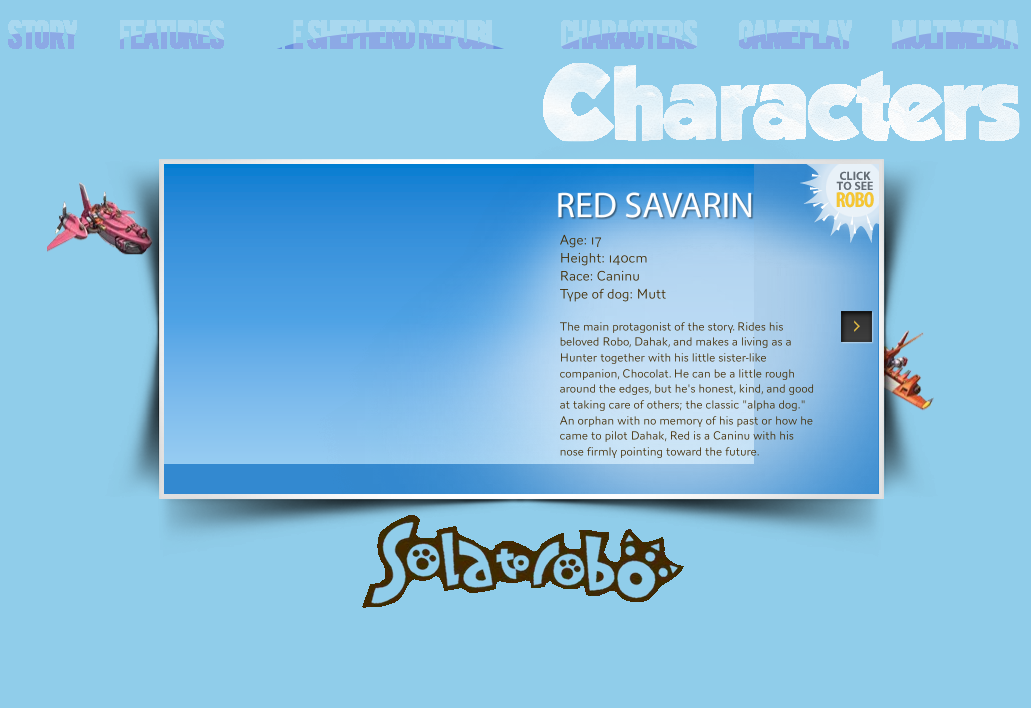 STORY FEATURES E SHEPHERD REPUBL CHARACTERS GAMEPLAY MULTIMEDIA
Characters
CLICK
TO SEE
ROBO
RED SAVARIN
Age: 17
Height: 140cm
Race: Caninu
Type of dog: Mutt
The main protagonist of the story. Rides his
beloved Robo, Dahak, and makes a living as a
Hunter together with his little sister-like
companion, Chocolat. He can be a little rough
around the edges, but he's honest, kind, and good
at taking care of others; the classic "alpha dog."
An orphan with no memory of his past or how he
came to pilot Dahak, Red is a Caninu with his
nose firmly pointing toward the future.
Solatorobo